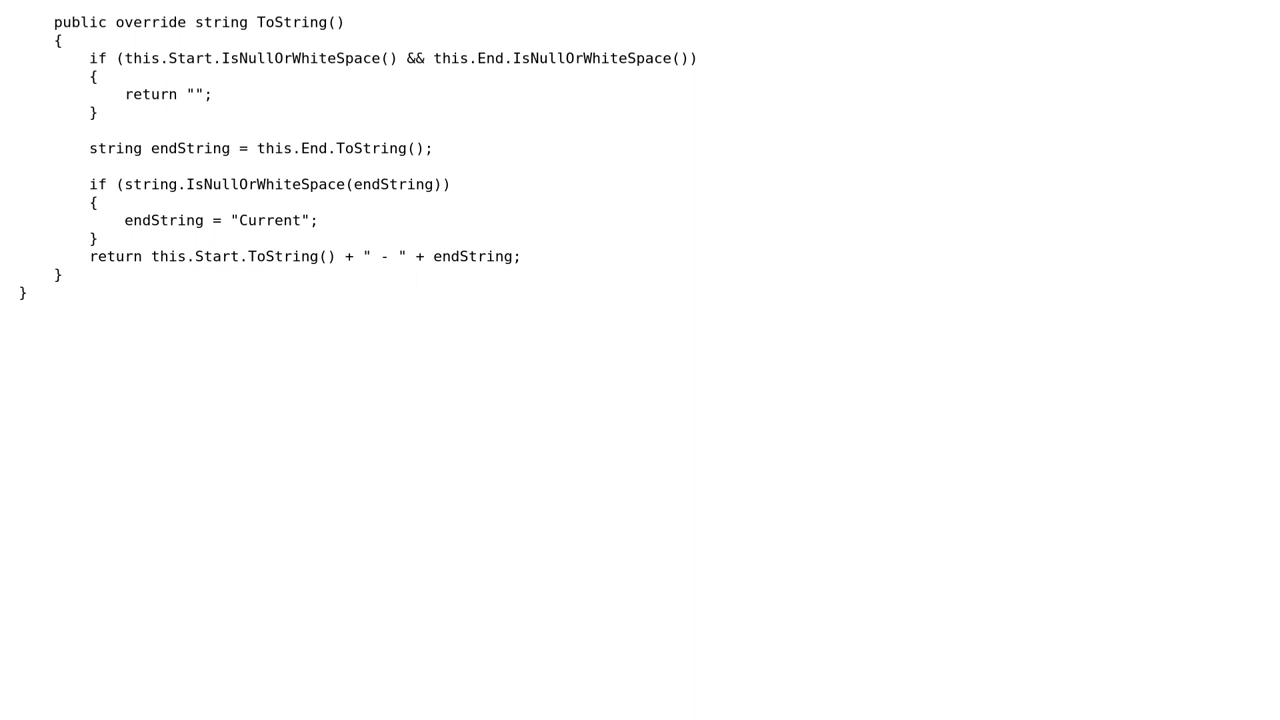 public override string ToString()
{
if (this.Start.IsNullOrWhiteSpace() && this.End.IsNullOrWhiteSpace())
{
return "";
}
string endString = this.End.ToString();
if (string.IsNullOrWhiteSpace(endString))
{
endString = "Current";
}
return this.Start.ToString() + " - " + endString;
}
}